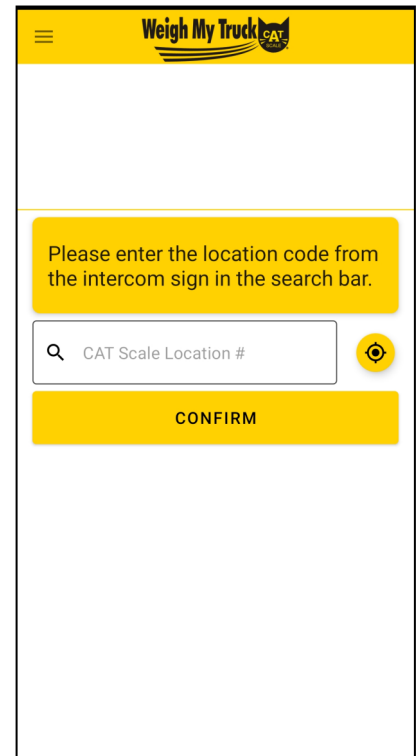 Weigh My Truck
CAT
SCALE
Please enter the location code from
the intercom sign in the search bar.
CAT Scale Location #
CONFIRM